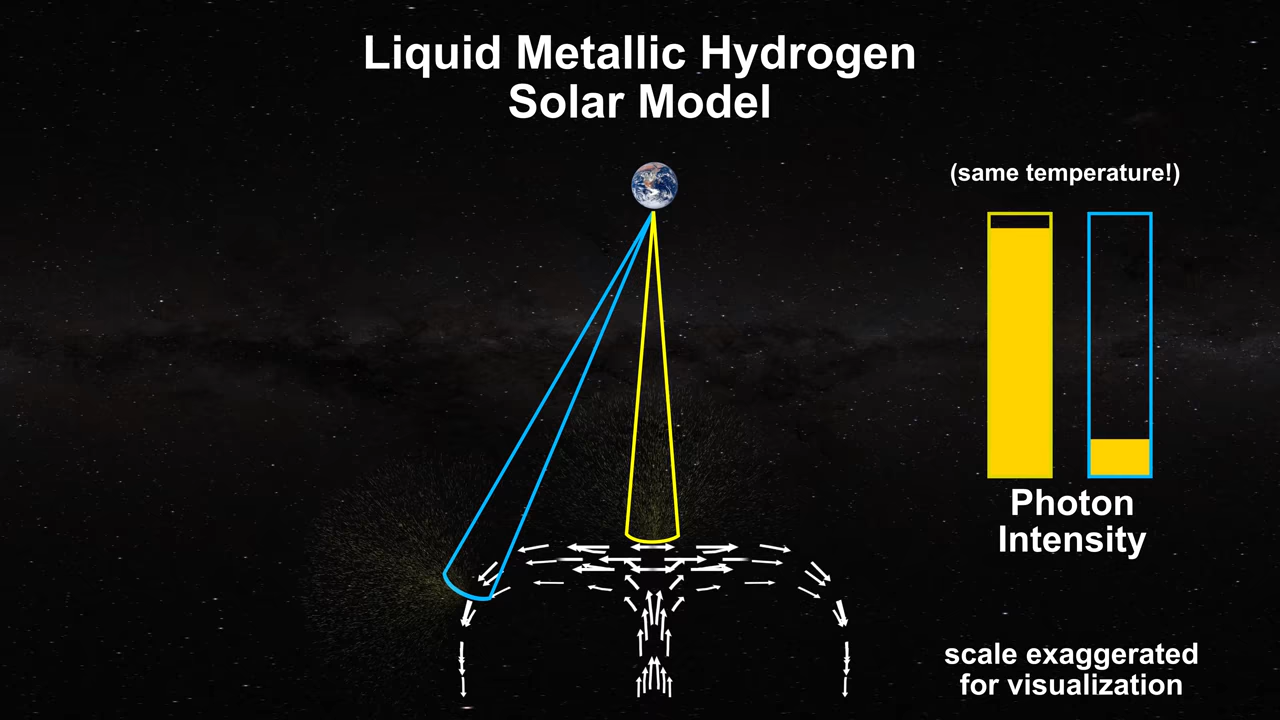 Liquid Metallic Hydrogen
Solar Model
(same temperature!)
Photon
Intensity
scale exaggerated
for visualization